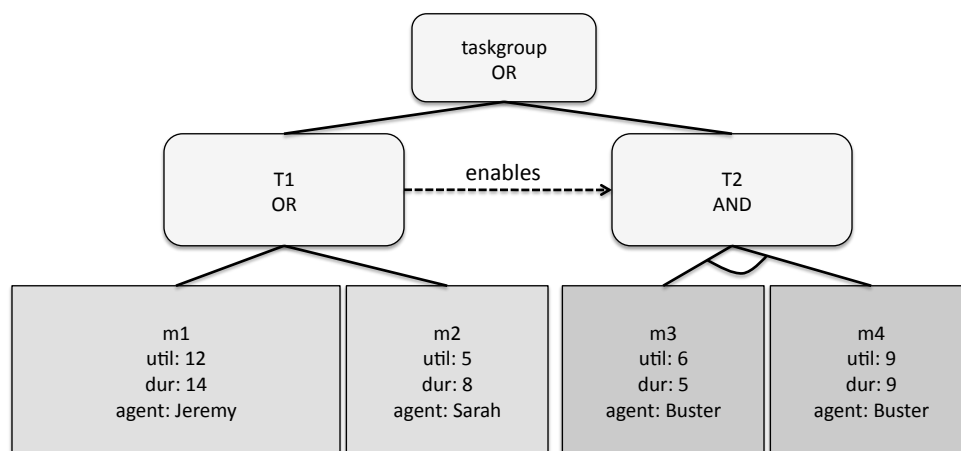 taskgroup
OR
T1
OR
enables
T2
AND
m1
util: 12
dur: 14
agent: Jeremy
m2
util: 5
dur: 8
agent: Sarah
m3
util: 6
dur: 5
agent: Buster
m4
util: 9
dur: 9
agent: Buster